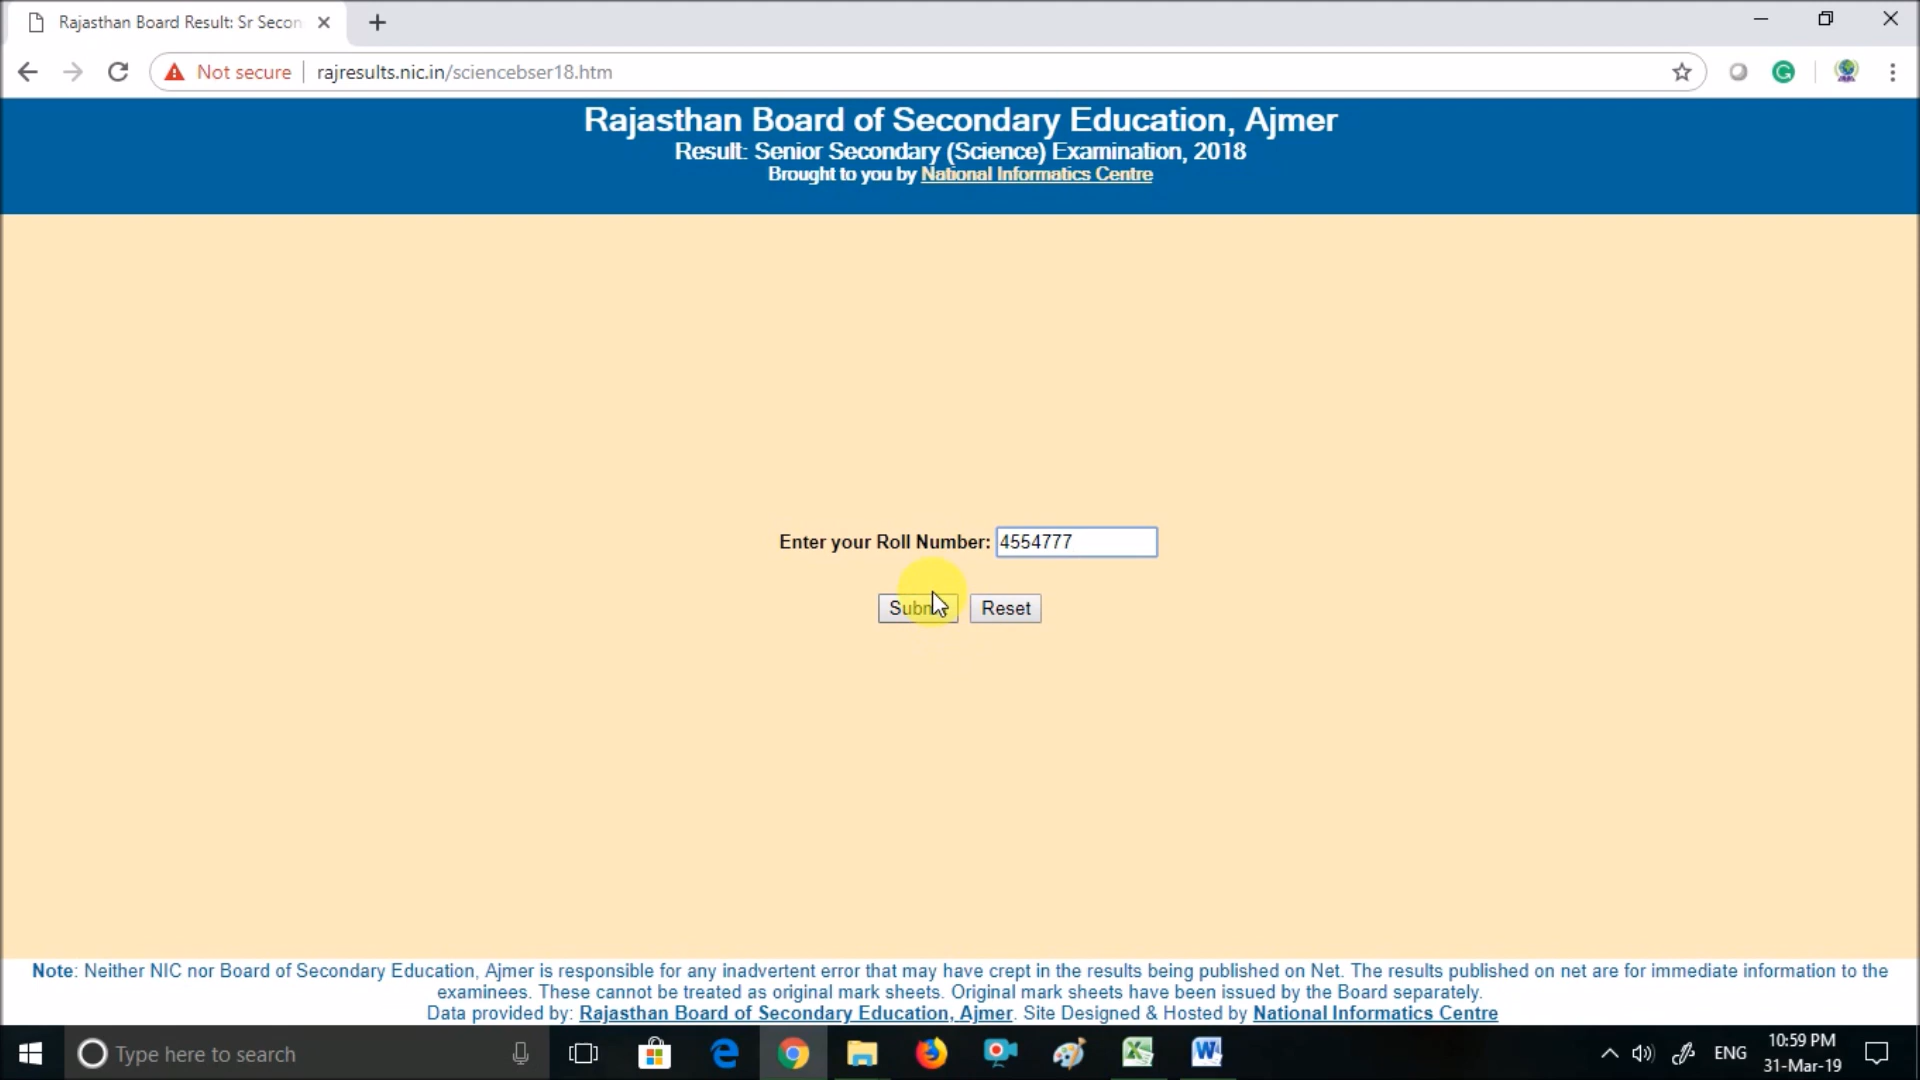 Rajasthan Board Result: Sr Secon
Not secure
rajresults.nic.in/sciencebser18.htm
Rajasthan Board of Secondary Education, Ajmer
Result: Senior Secondary (Science) Examination, 2018
Brought to you by National Informatics Centre
Enter your Roll Number: 4554777
Reset
Note: Neither NIC nor Board of Secondary Education, Ajmer is responsible for any inadvertent error that may have crept in the results being published on Net. The results published on net are for immediate information to the
examinees. These cannot be treated as original mark sheets. Original mark sheets have been issued by the Board separately.
Data provided by: Rajasthan Board of Secondary Education, Ajmer. Site Designed & Hosted by National Informatics Centre
Type here to search
ENG
10:59 PM
31-Mar-19